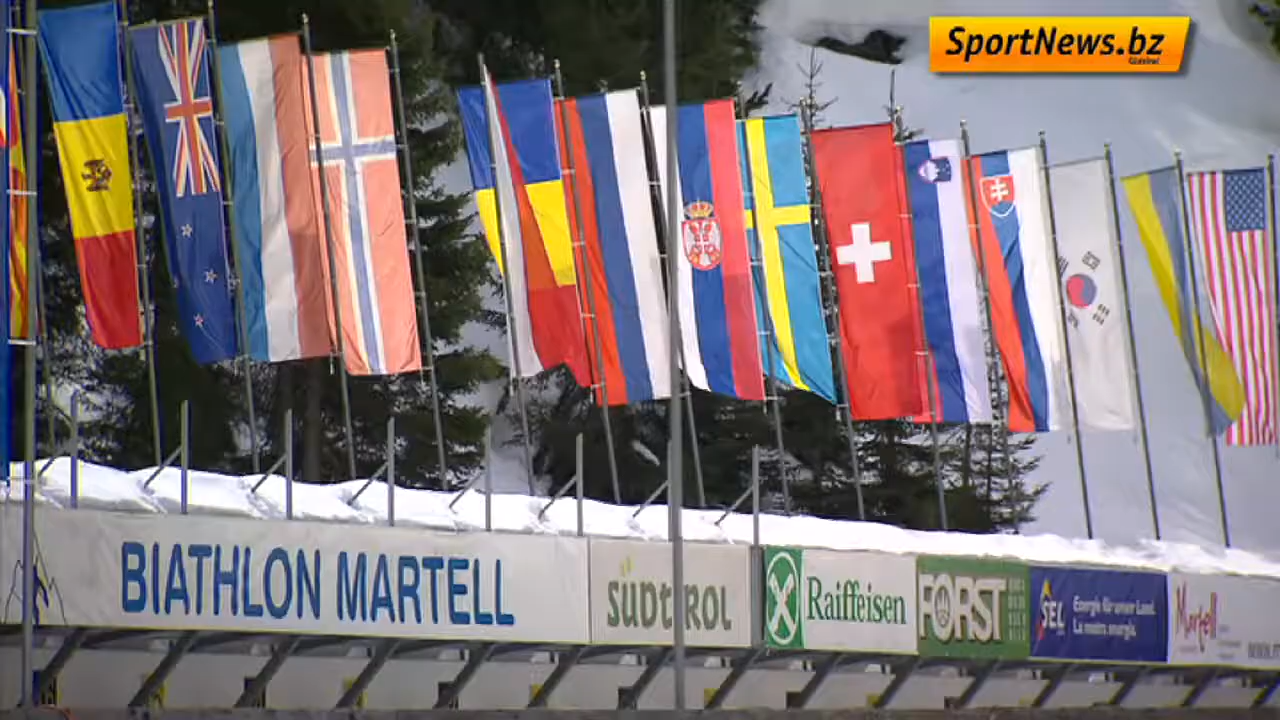 SportNews.bz
BIATHLON MARTELL
SÜDTIROL
Raiffeisen
FORST
SEL
Energie für unser Land.
La nostra energia.
Martell